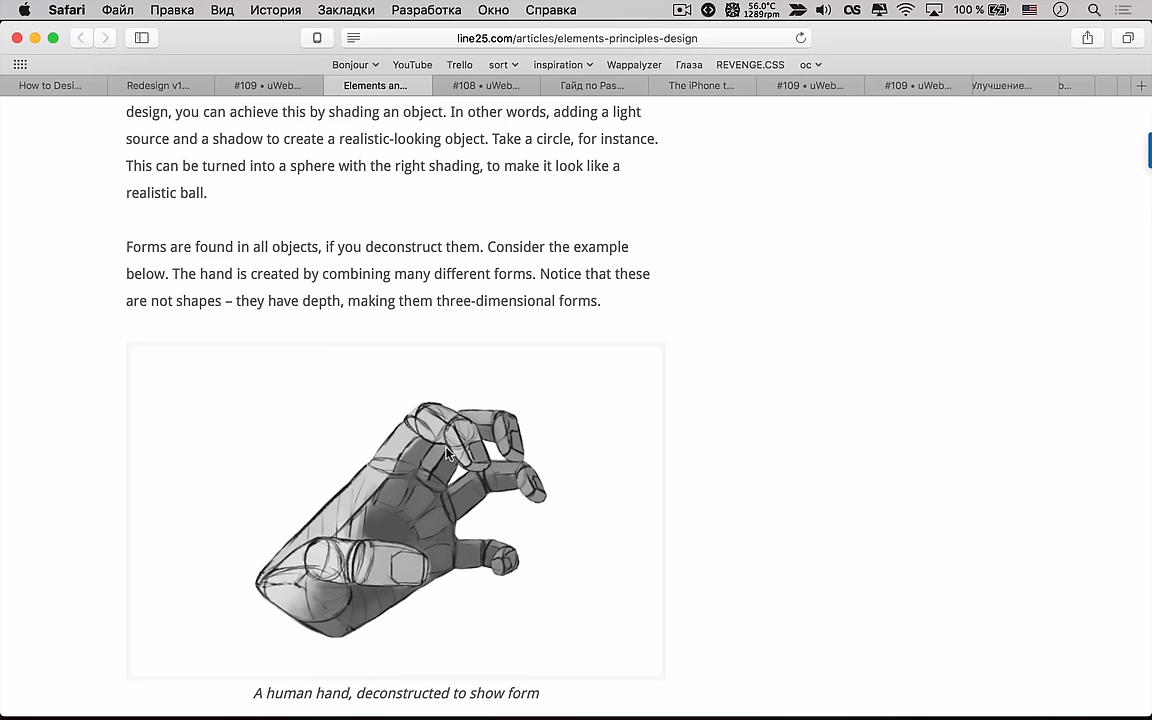 Safari Файл Правка Вид История Закладки Разработка Окно Справка 56.0°C 1289rpm 100 %
line25.com/articles/elements-principles-design
Bonjour YouTube Trello sort inspiration Wappalyzer Глаза REVENGE.CSS ос
How to Desi... Redesign v1... #109 • uWeb... Elements an... #108 • uWeb... Гайд по Pas... The iPhone t... #109 • uWeb... #109 • uWeb... Улучшение... b...
design, you can achieve this by shading an object. In other words, adding a light
source and a shadow to create a realistic-looking object. Take a circle, for instance.
This can be turned into a sphere with the right shading, to make it look like a
realistic ball.
Forms are found in all objects, if you deconstruct them. Consider the example
below. The hand is created by combining many different forms. Notice that these
are not shapes – they have depth, making them three-dimensional forms.
A human hand, deconstructed to show form